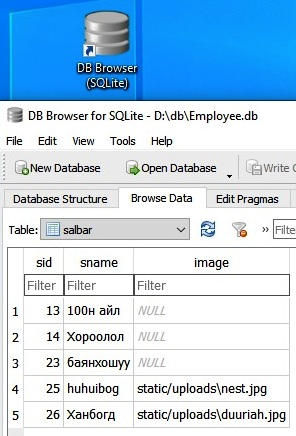 DB Browser
(SQLite)
DB Browser for SQLite - D:\db\Employee.db
File Edit View Tools Help
New Database Open Database Write C
Database Structure Browse Data Edit Pragmas
Table: salbar » Filte
sid sname image
Filter Filter Filter
1 13 100н айл NULL
2 14 Хороолол NULL
3 23 баянхошуу NULL
4 25 huhuibog static/uploads\nest.jpg
5 26 Ханбогд static/uploads\duuriah.jpg